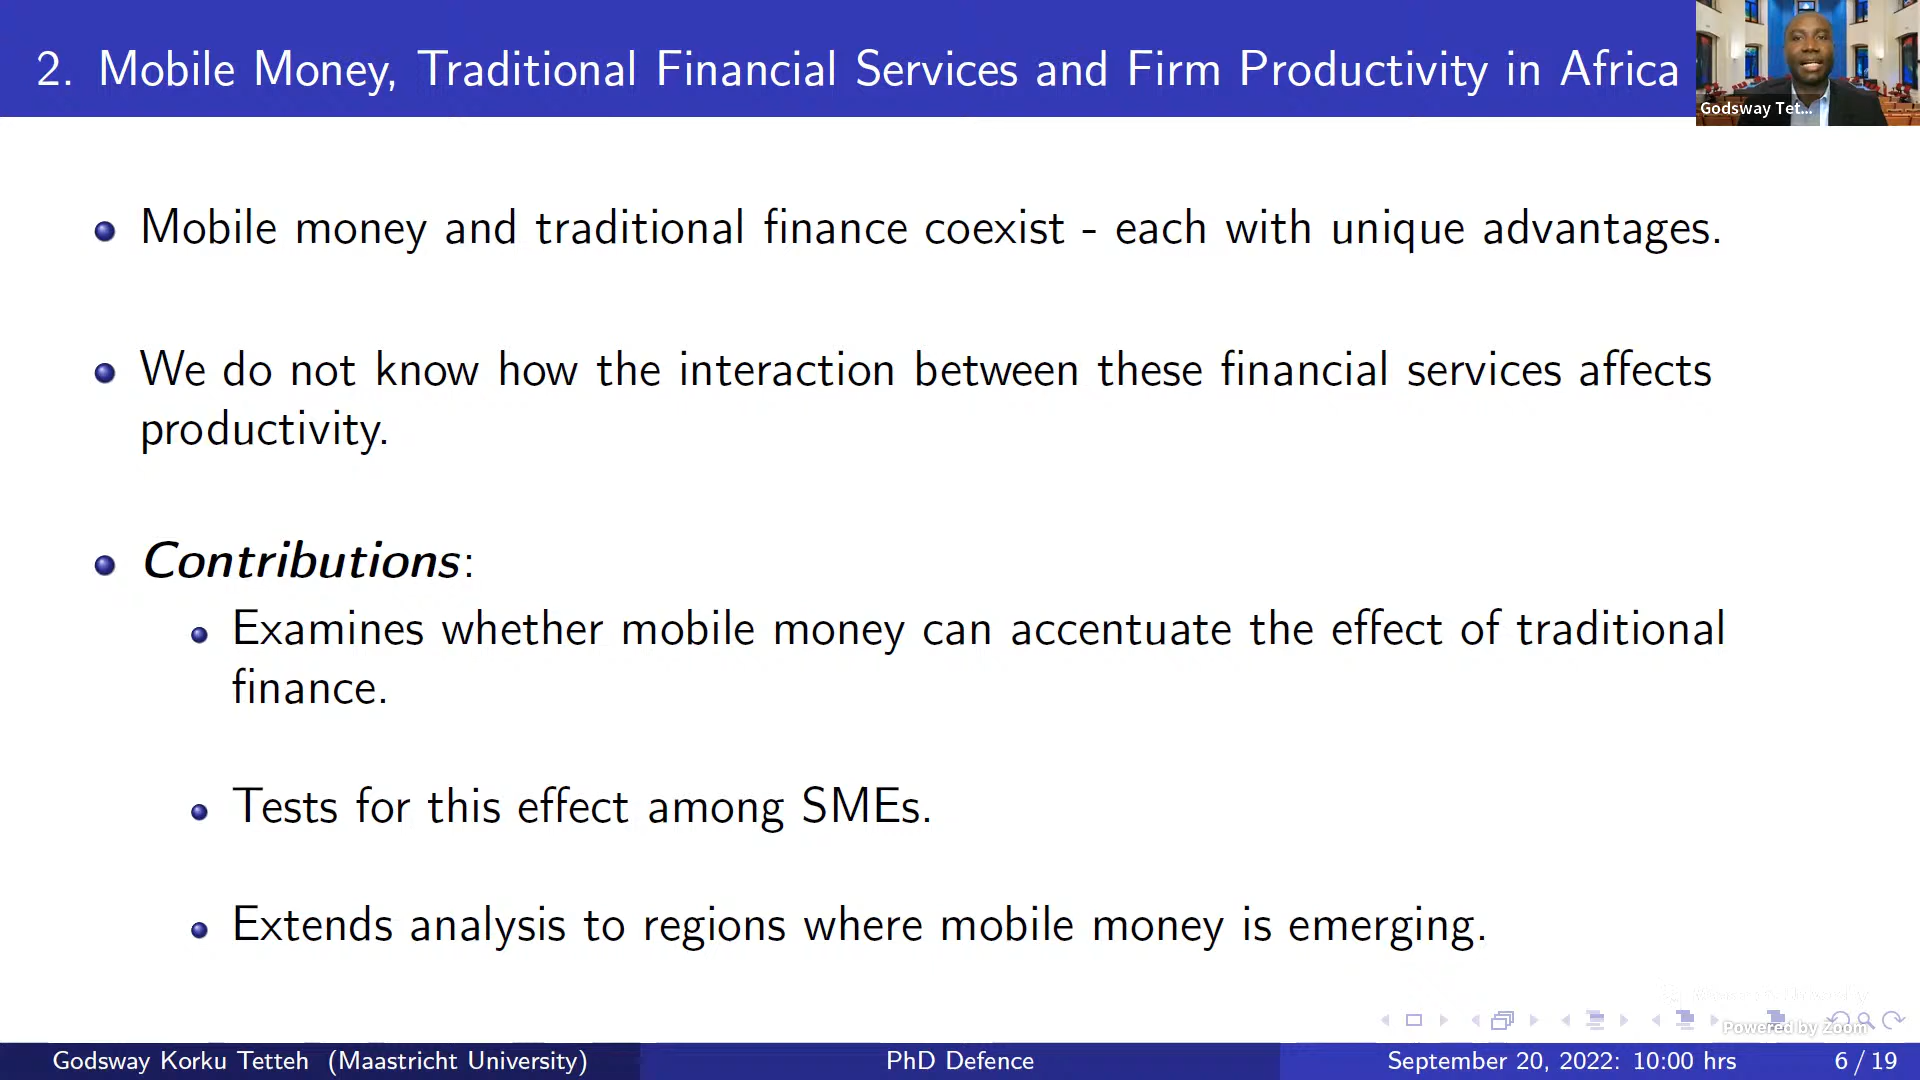 2. Mobile Money, Traditional Financial Services and Firm Productivity in Africa
Godsway Tet...
Mobile money and traditional finance coexist - each with unique advantages.
We do not know how the interaction between these financial services affects
productivity.
Contributions:
Examines whether mobile money can accentuate the effect of traditional
finance.
Tests for this effect among SMEs.
Extends analysis to regions where mobile money is emerging.
Powered by Zoom
Godsway Korku Tetteh (Maastricht University)
PhD Defence
September 20, 2022: 10:00 hrs
6 / 19